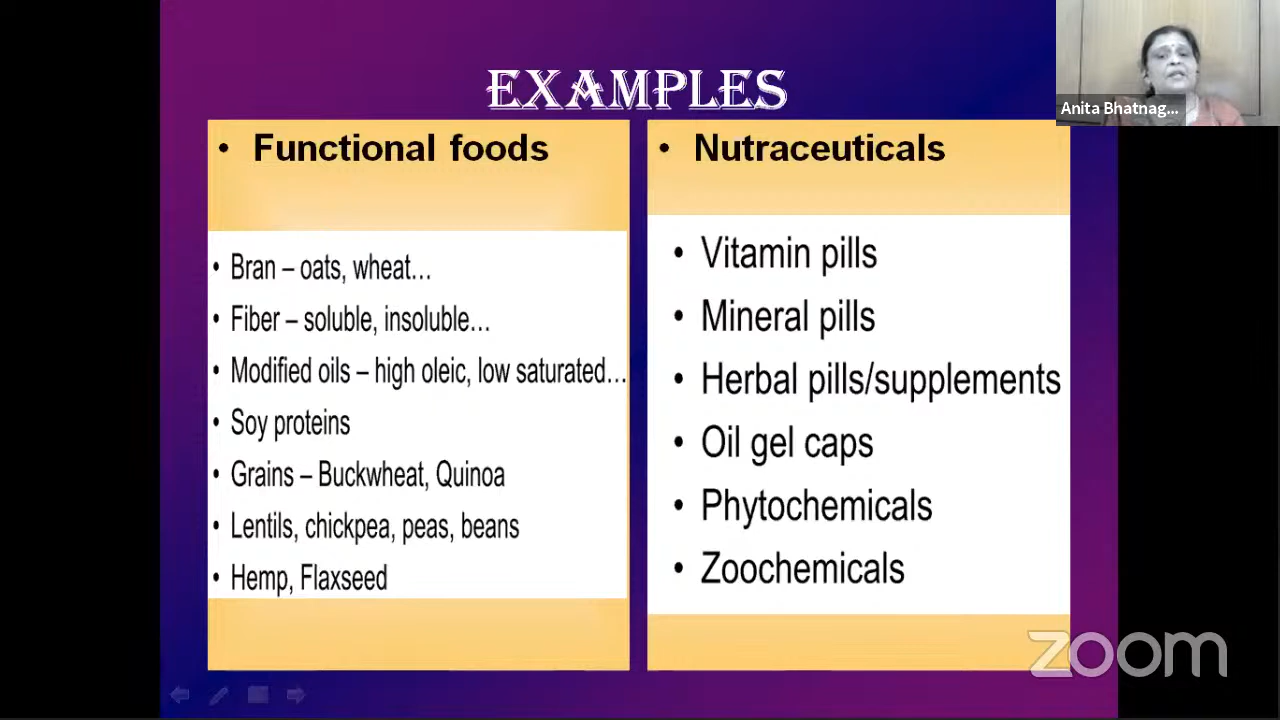 EXAMPLES
Anita Bhatnag...
• Functional foods
• Bran – oats, wheat…
• Fiber – soluble, insoluble…
• Modified oils – high oleic, low saturated…
• Soy proteins
• Grains – Buckwheat, Quinoa
• Lentils, chickpea, peas, beans
• Hemp, Flaxseed
• Nutraceuticals
• Vitamin pills
• Mineral pills
• Herbal pills/supplements
• Oil gel caps
• Phytochemicals
• Zoochemicals
zoom